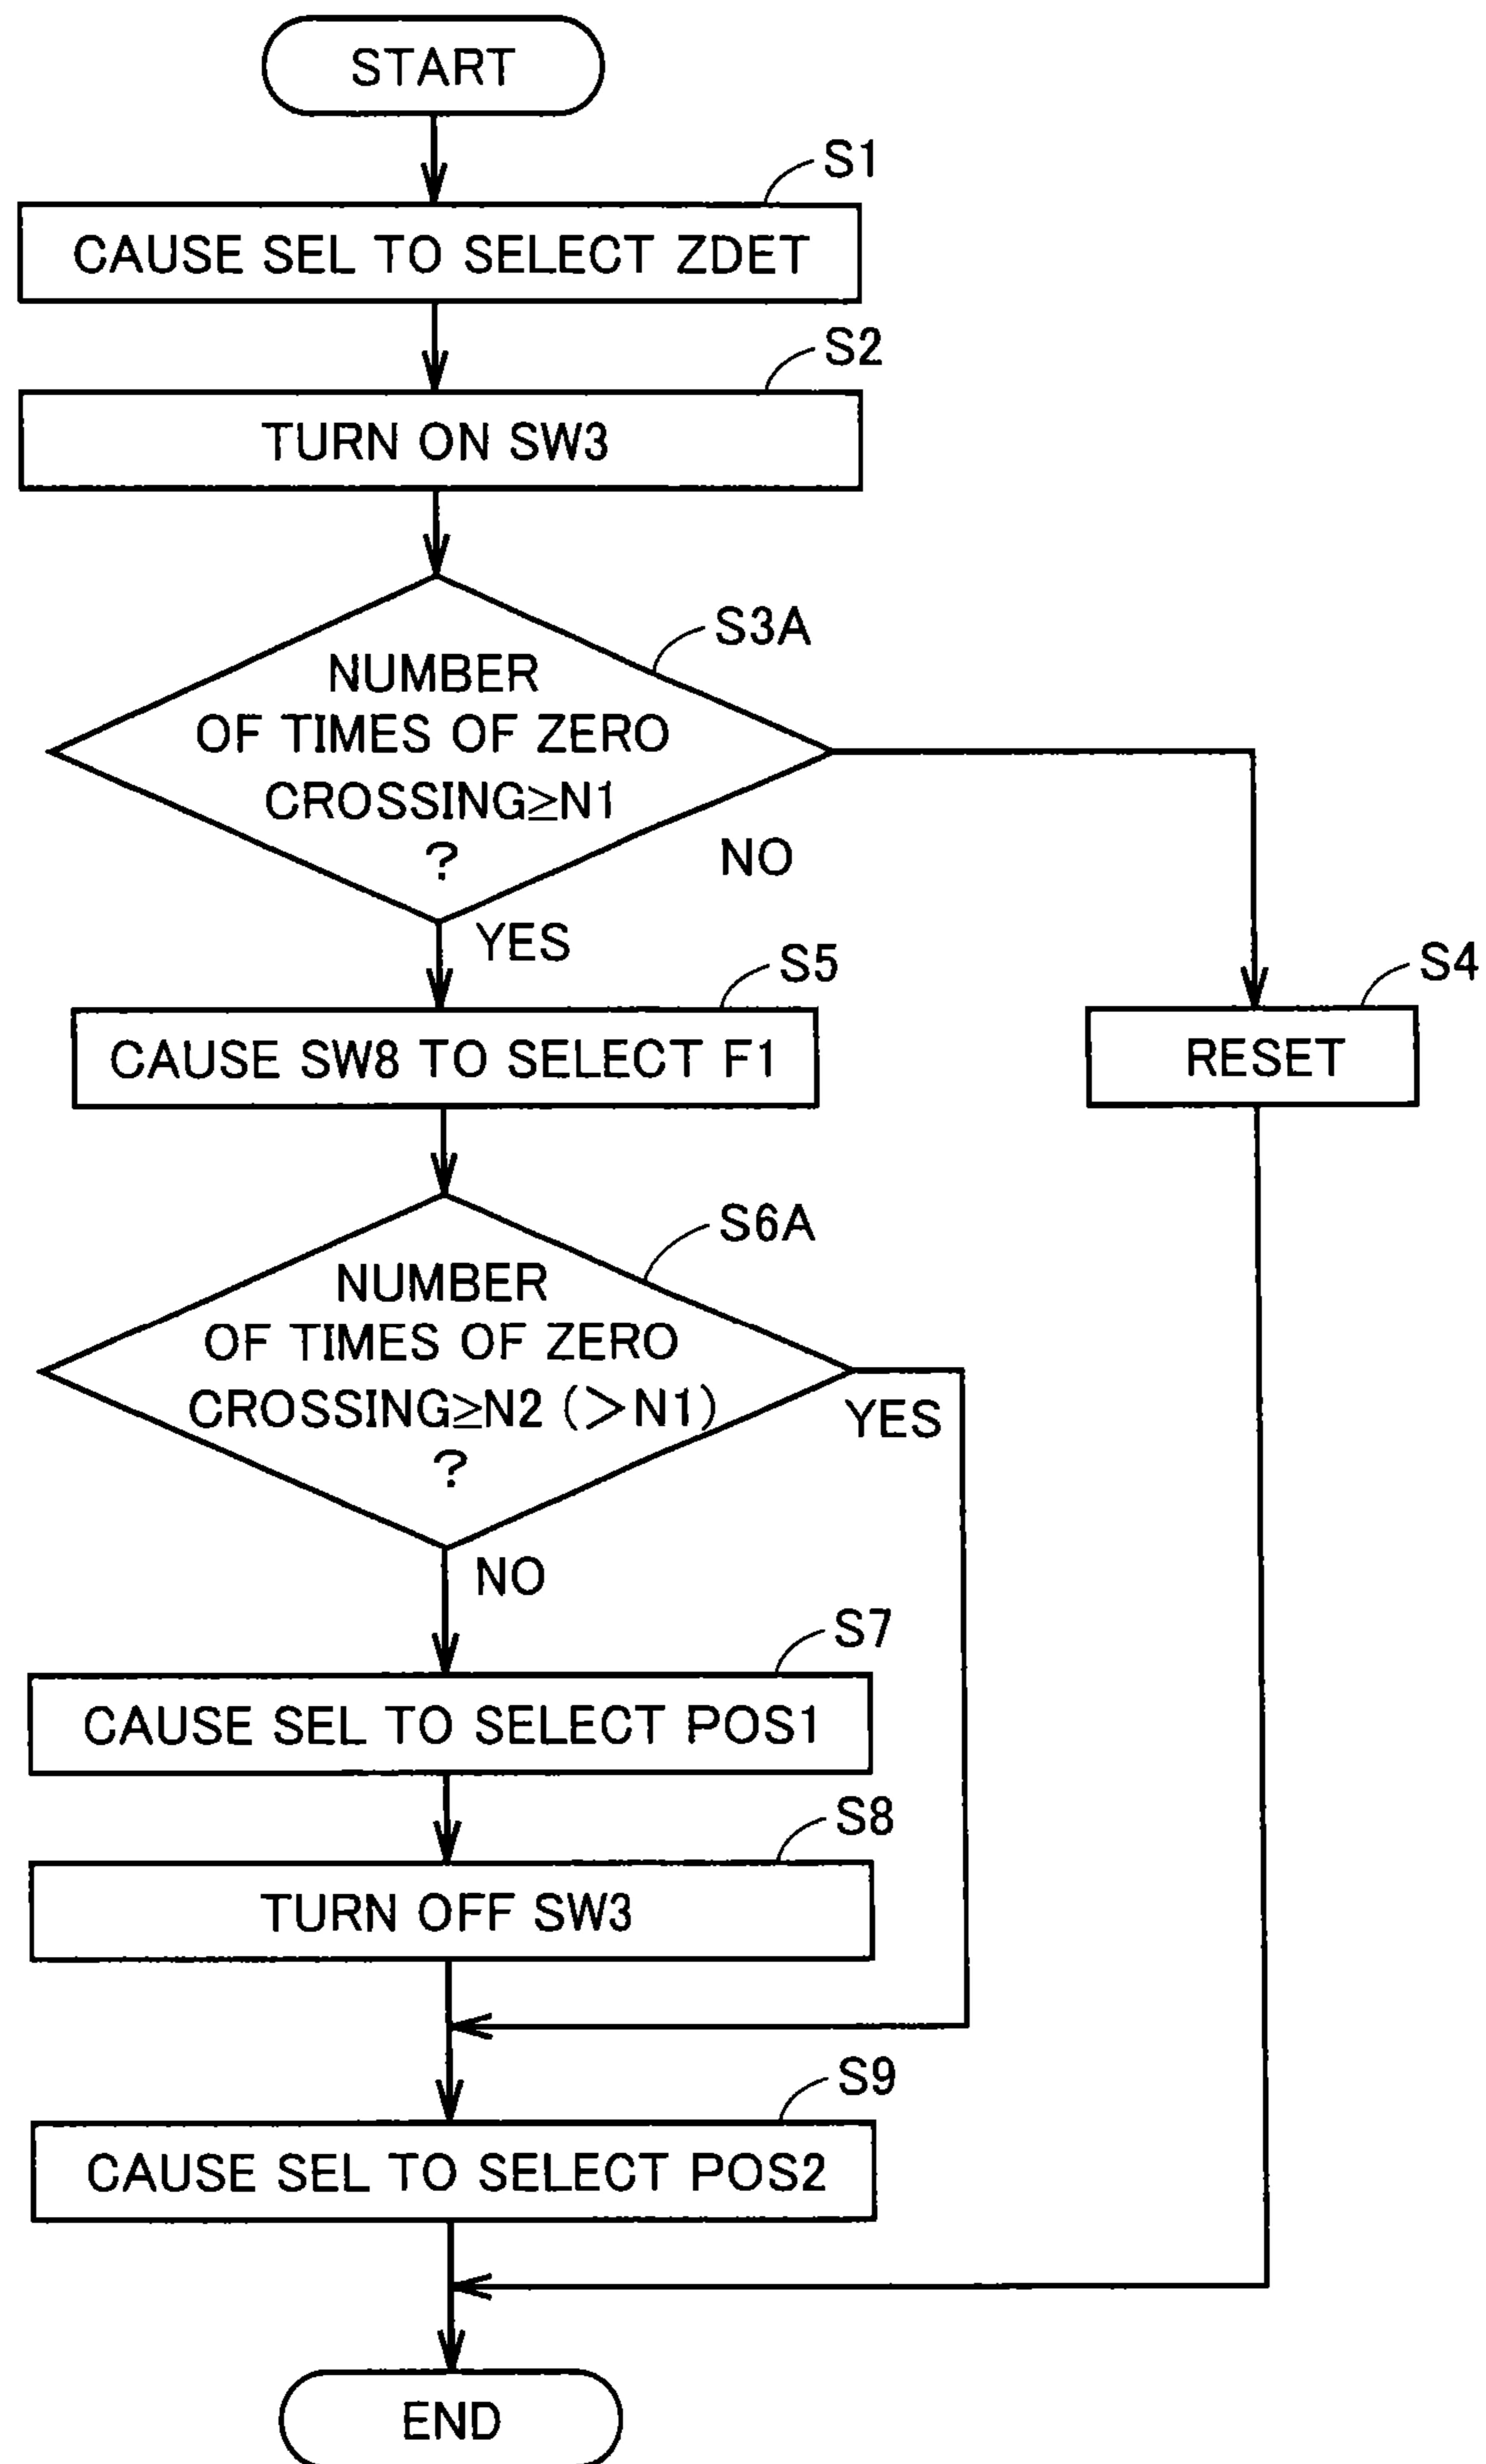 START
S1
CAUSE SEL TO SELECT ZDET
S2
TURN ON SW3
S3A
NUMBER
OF TIMES OF ZERO
CROSSING≧N1
?
NO
YES
S5
CAUSE SW8 TO SELECT F1
S4
RESET
S6A
NUMBER
OF TIMES OF ZERO
CROSSING≧N2 (>N1)
?
YES
NO
S7
CAUSE SEL TO SELECT POS1
S8
TURN OFF SW3
S9
CAUSE SEL TO SELECT POS2
END